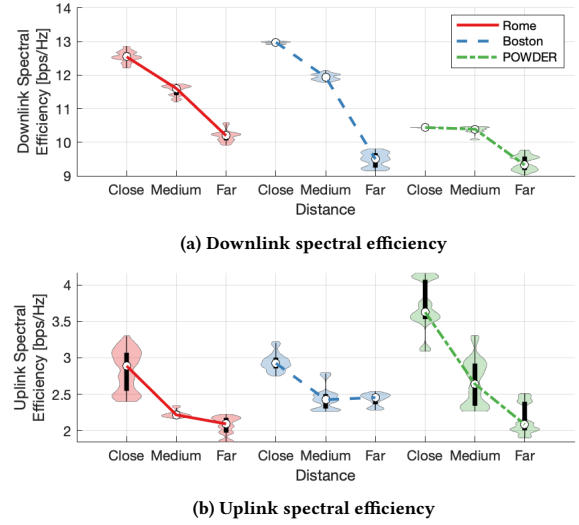 14
13
12
11
10
9
Downlink Spectral
Efficiency [bps/Hz]
Rome
Boston
POWDER
Close Medium Far Close Medium Far Close Medium Far
Distance
(a) Downlink spectral efficiency
4
3.5
3
2.5
2
Uplink Spectral
Efficiency [bps/Hz]
Close Medium Far Close Medium Far Close Medium Far
Distance
(b) Uplink spectral efficiency